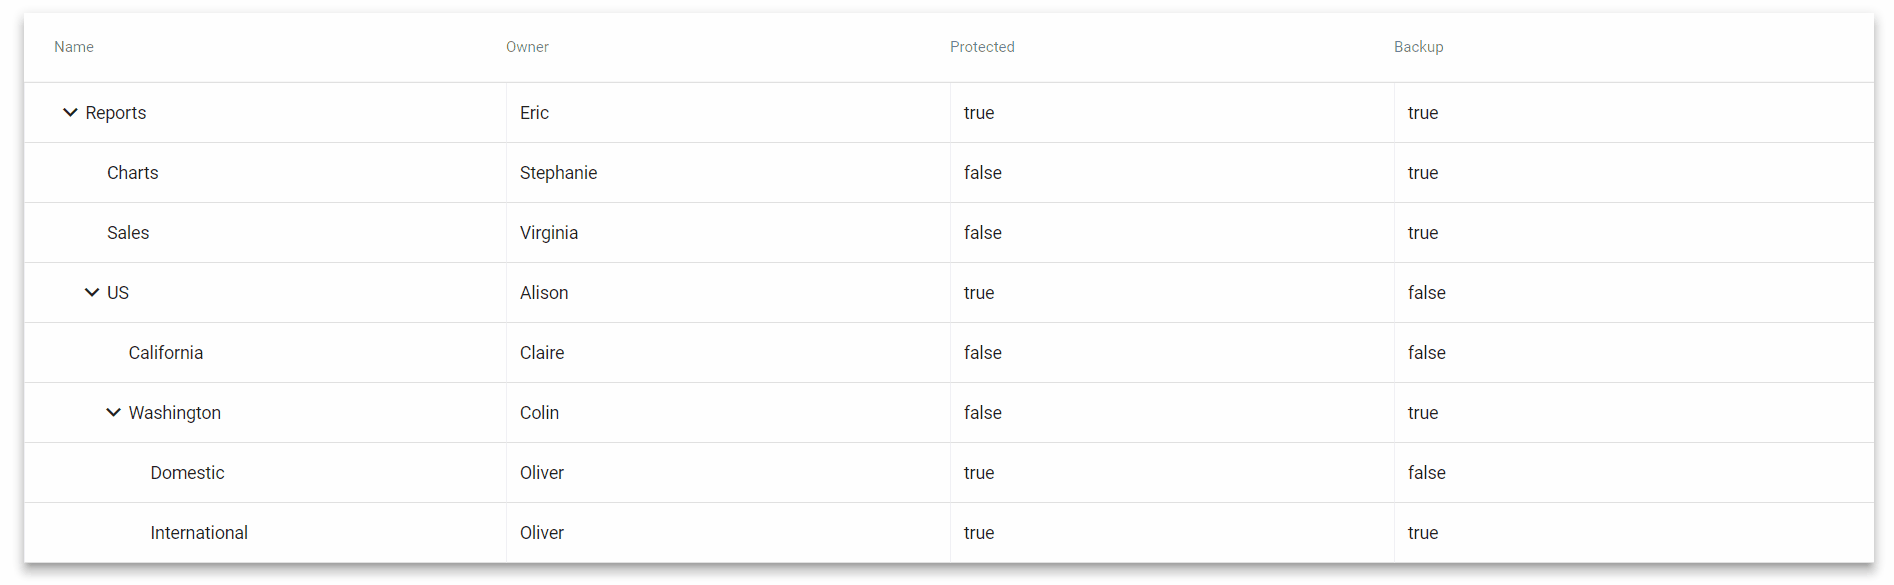 Name Owner Protected Backup
Reports Eric true true
Charts Stephanie false true
Sales Virginia false true
US Alison true false
California Claire false false
Washington Colin false true
Domestic Oliver true false
International Oliver true true